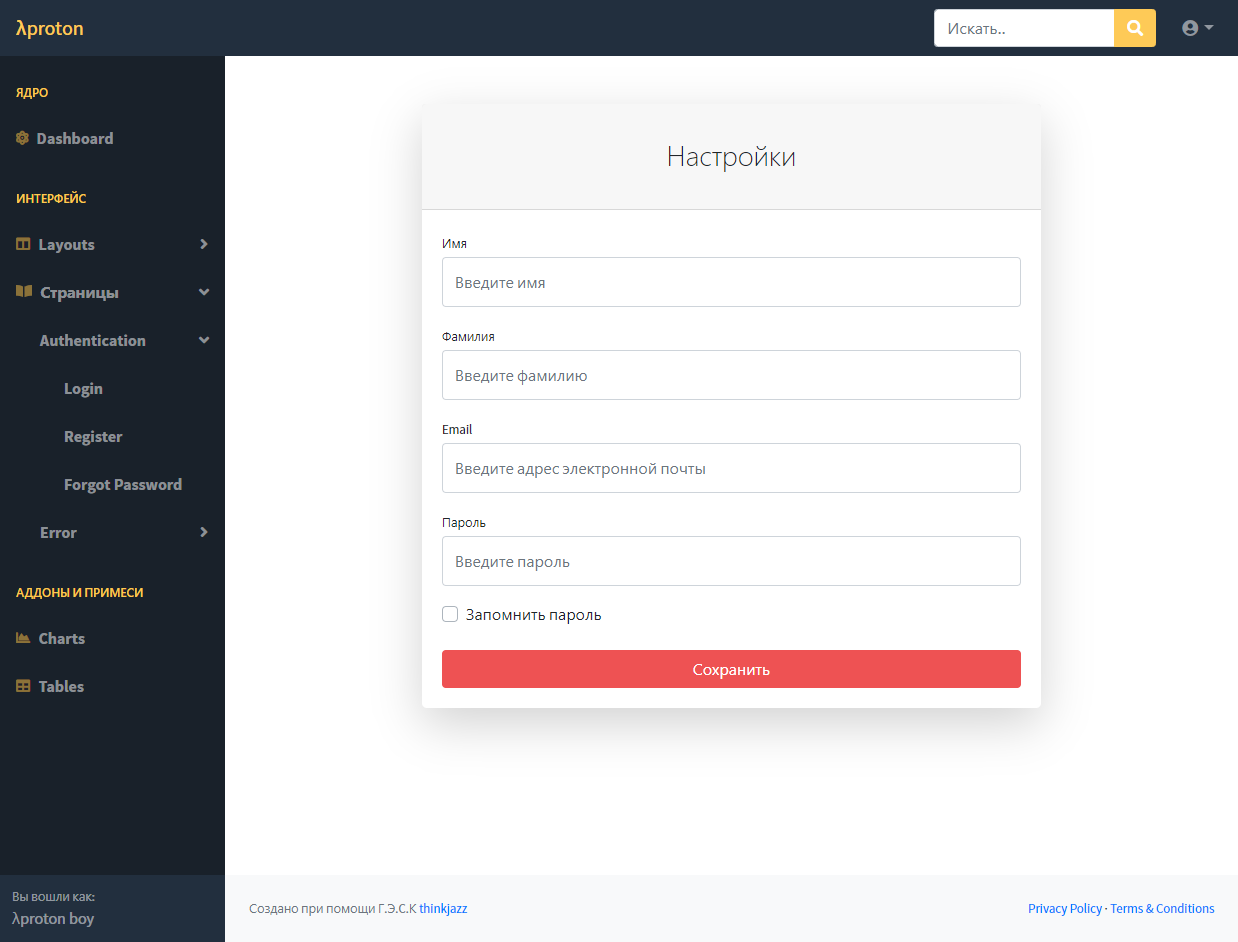 λproton
Искать..
ЯДРО
Dashboard
ИНТЕРФЕЙС
Layouts
Страницы
Authentication
Login
Register
Forgot Password
Error
АДДОНЫ И ПРИМЕСИ
Charts
Tables
Вы вошли как:
λproton boy
Настройки
Имя
Введите имя
Фамилия
Введите фамилию
Email
Введите адрес электронной почты
Пароль
Введите пароль
Запомнить пароль
Сохранить
Создано при помощи Г.Э.С.К thinkjazz
Privacy Policy · Terms & Conditions